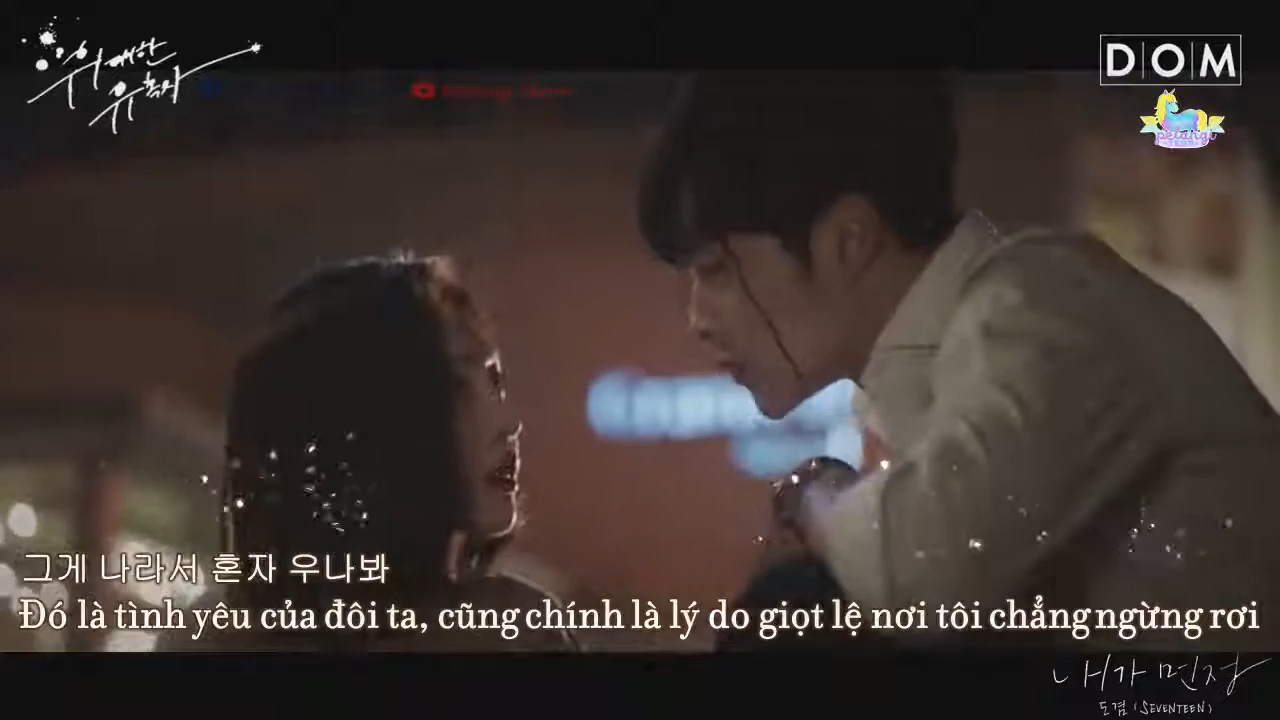 위대한
유혹자
D|O|M
petangi
그게 나라서 혼자 우나봐
Đó là tình yêu của đôi ta, cũng chính là lý do giọt lệ nơi tôi chẳng ngừng rơi
내가 먼저
도겸 (SEVENTEEN)